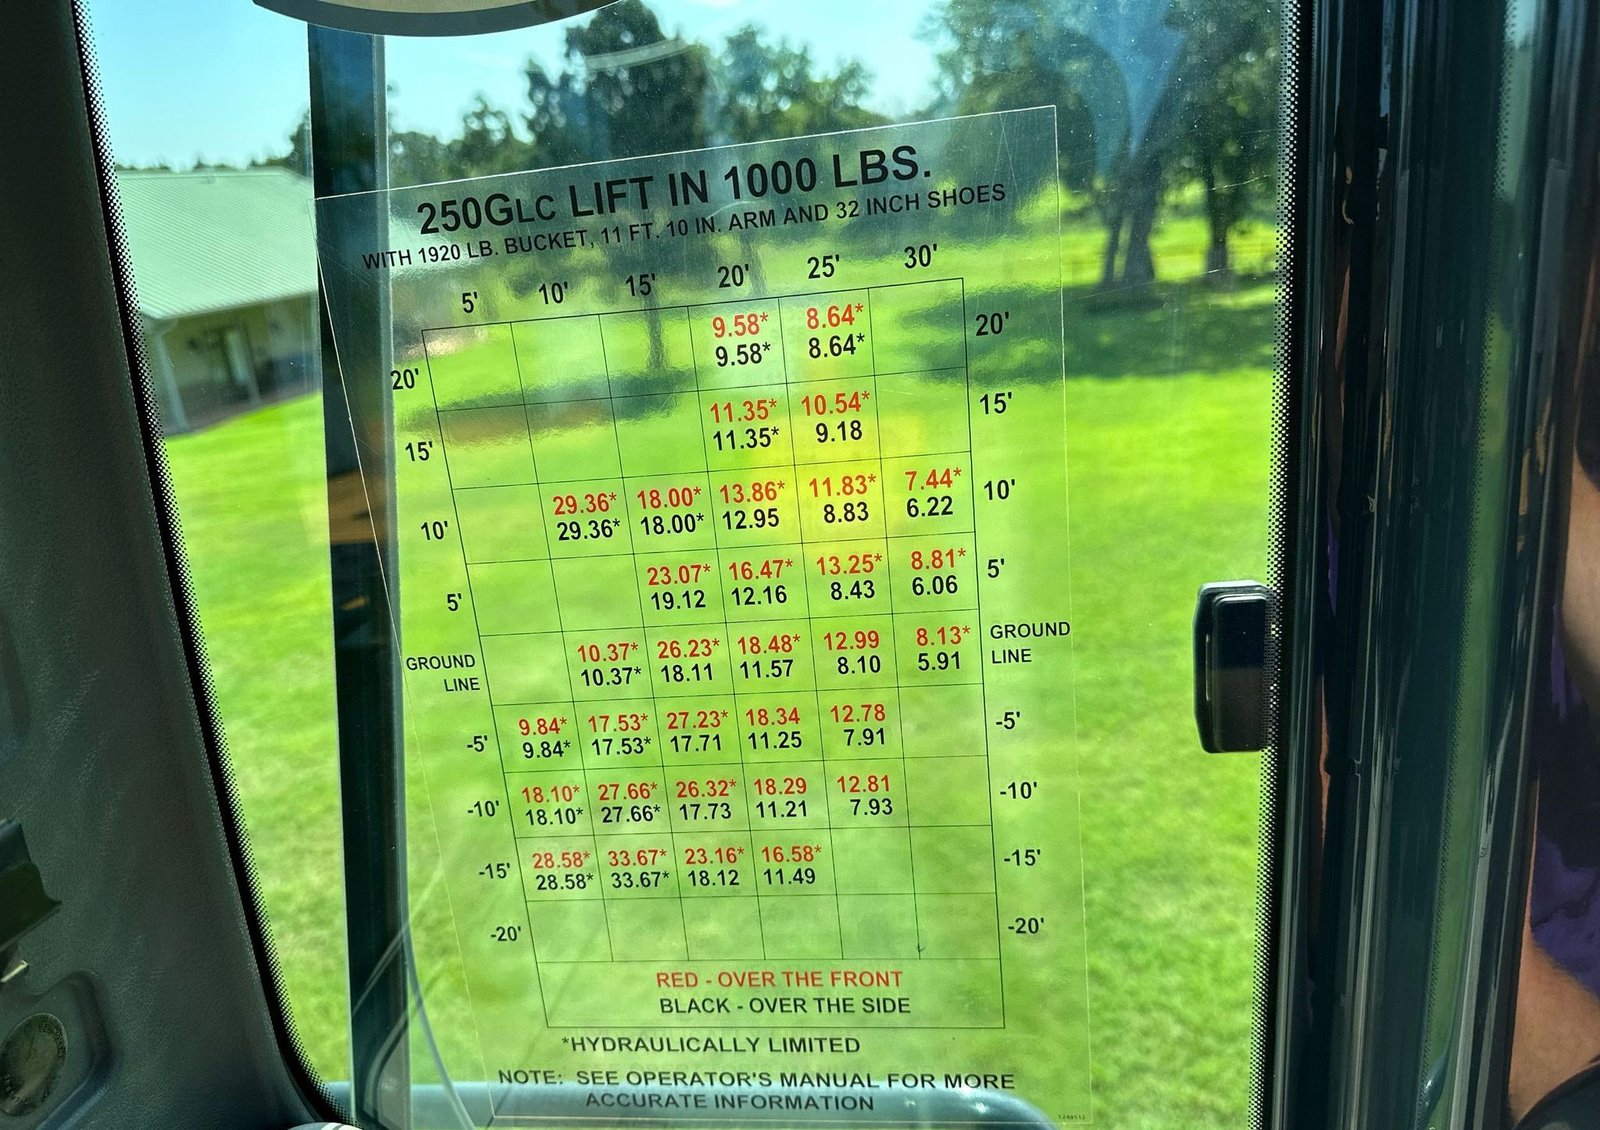 250GLC LIFT IN 1000 LBS.
WITH 1920 LB. BUCKET, 11 FT. 10 IN. ARM AND 32 INCH SHOES
5' 10' 15' 20' 25' 30'
9.58* 8.64* 20'
20' 9.58* 8.64*
11.35* 10.54* 15'
15' 11.35* 9.18
29.36* 18.00* 13.86* 11.83* 7.44* 10'
10' 29.36* 18.00* 12.95 8.83 6.22
23.07* 16.47* 13.25* 8.81* 5'
5' 19.12 12.16 8.43 6.06
GROUND 10.37* 26.23* 18.48* 12.99 8.13* GROUND
LINE 10.37* 18.11 11.57 8.10 5.91 LINE
9.84* 17.53* 27.23* 18.34 12.78 -5'
-5' 9.84* 17.53* 17.71 11.25 7.91
18.10* 27.66* 26.32* 18.29 12.81 -10'
-10' 18.10* 27.66* 17.73 11.21 7.93
28.58* 33.67* 23.16* 16.58* -15'
-15' 28.58* 33.67* 18.12 11.49
-20' -20'
RED - OVER THE FRONT
BLACK - OVER THE SIDE
*HYDRAULICALLY LIMITED
NOTE: SEE OPERATOR'S MANUAL FOR MORE
ACCURATE INFORMATION